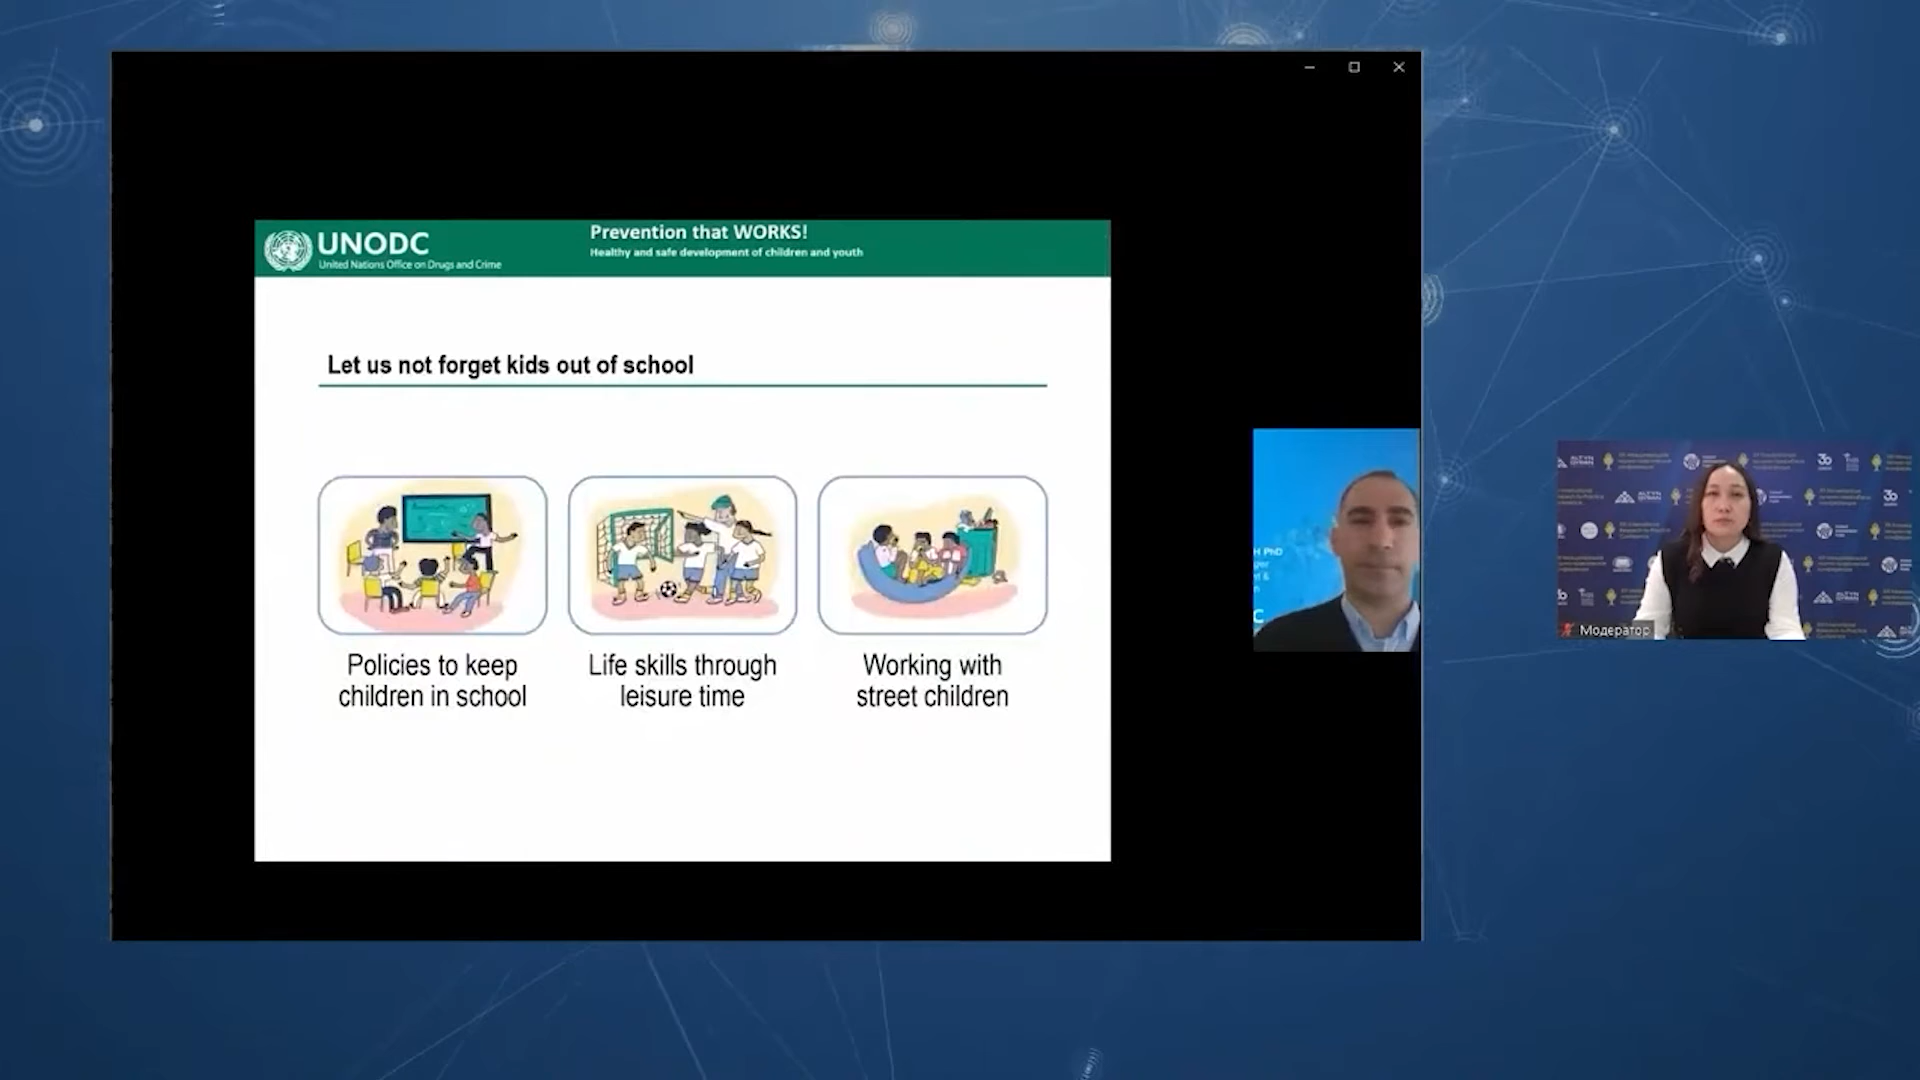 UNODC
United Nations Office on Drugs and Crime
Prevention that WORKS!
Healthy and safe development of children and youth
Let us not forget kids out of school
Policies to keep
children in school
Life skills through
leisure time
Working with
street children
H PhD
Модератор